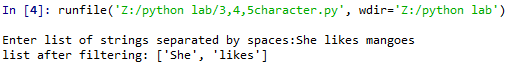 In [4]: runfile('Z:/python lab/3,4,5character.py', wdir='Z:/python lab')
Enter list of strings separated by spaces:She likes mangoes
list after filtering: ['She', 'likes']